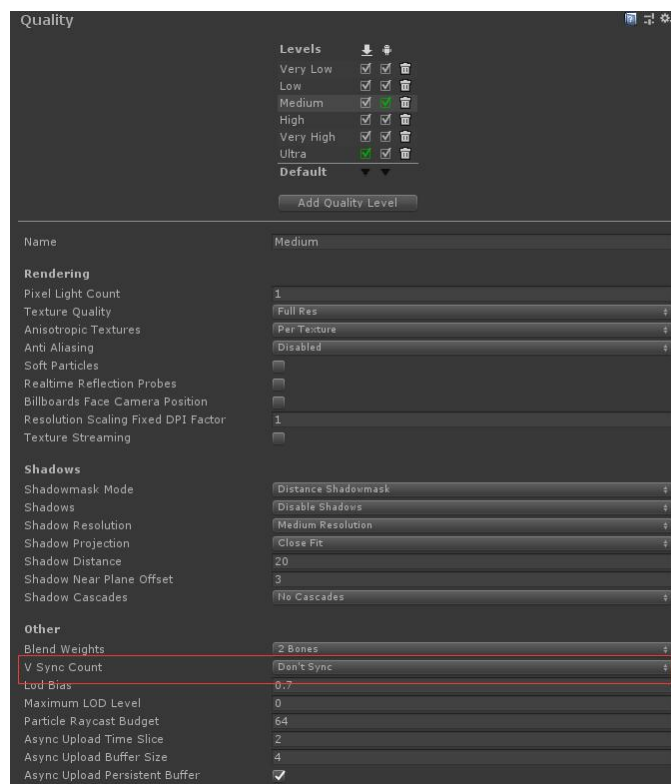 Quality
Levels
Very Low
Low
Medium
High
Very High
Ultra
Default
Add Quality Level
Name Medium
Rendering
Pixel Light Count 1
Texture Quality Full Res
Anisotropic Textures Per Texture
Anti Aliasing Disabled
Soft Particles
Realtime Reflection Probes
Billboards Face Camera Position
Resolution Scaling Fixed DPI Factor 1
Texture Streaming
Shadows
Shadowmask Mode Distance Shadowmask
Shadows Disable Shadows
Shadow Resolution Medium Resolution
Shadow Projection Close Fit
Shadow Distance 20
Shadow Near Plane Offset 3
Shadow Cascades No Cascades
Other
Blend Weights 2 Bones
V Sync Count Don't Sync
Lod Bias 0.7
Maximum LOD Level 0
Particle Raycast Budget 64
Async Upload Time Slice 2
Async Upload Buffer Size 4
Async Upload Persistent Buffer